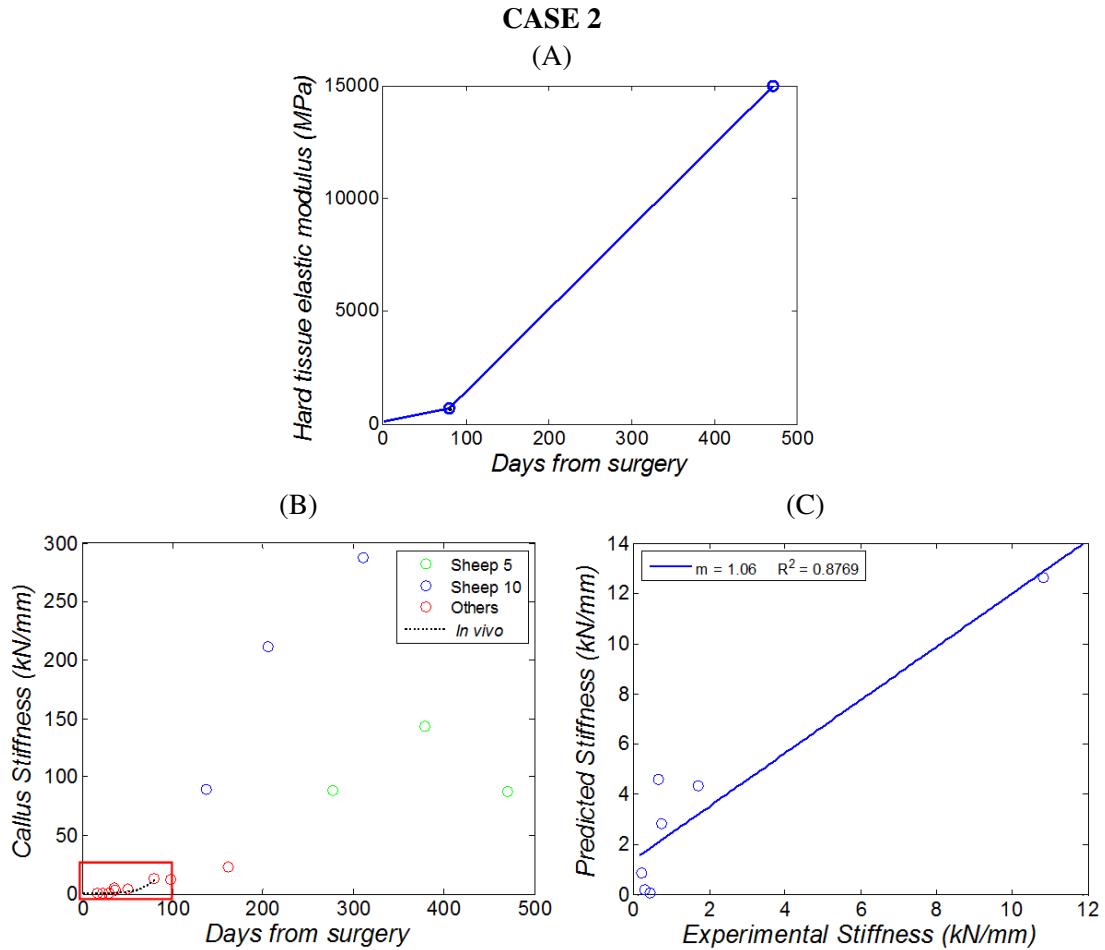 CASE 2
(A)
Hard tissue elastic modulus (MPa)
15000
10000
5000
0
0 100 200 300 400 500
Days from surgery
(B)
Callus Stiffness (kN/mm)
300
250
200
150
100
50
0
Sheep 5
Sheep 10
Others
In vivo
0 100 200 300 400 500
Days from surgery
(C)
Predicted Stiffness (kN/mm)
14
12
10
8
6
4
2
0
m = 1.06 R² = 0.8769
0 2 4 6 8 10 12
Experimental Stiffness (kN/mm)